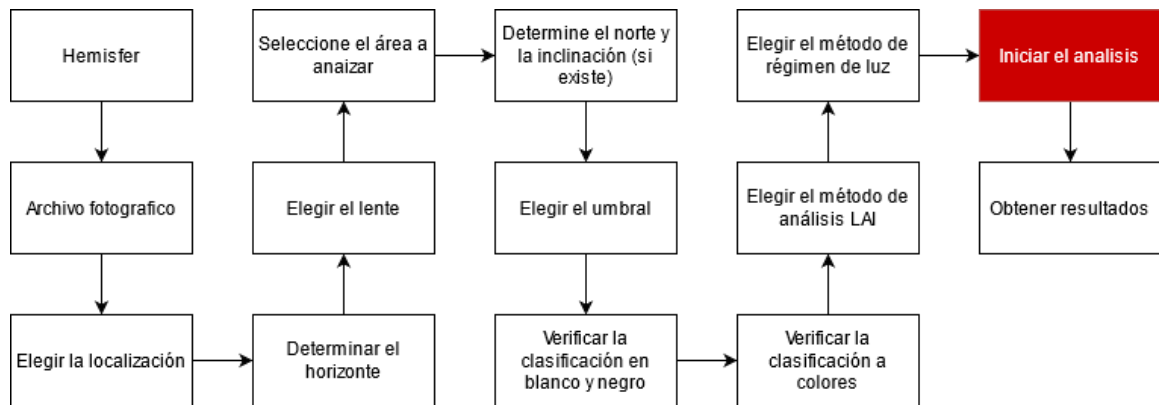 Hemisfer
Archivo fotografico
Elegir la localización
Determinar el
horizonte
Elegir el lente
Seleccione el área a
anaizar
Determine el norte y
la inclinación (si
existe)
Elegir el umbral
Verificar la
clasificación en
blanco y negro
Verificar la
clasificación a
colores
Elegir el método de
análisis LAI
Elegir el método de
régimen de luz
Iniciar el analisis
Obtener resultados